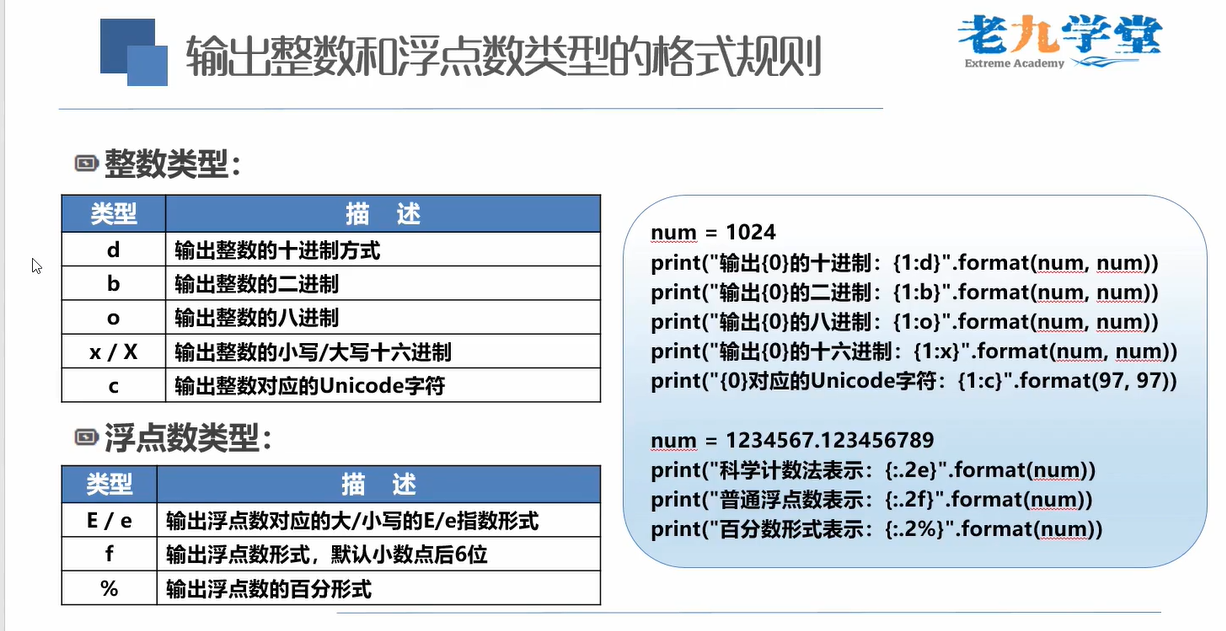 输出整数和浮点数类型的格式规则
老九学堂
Extreme Academy
整数类型：
类型 描 述
d 输出整数的十进制方式
b 输出整数的二进制
o 输出整数的八进制
x / X 输出整数的小写/大写十六进制
c 输出整数对应的Unicode字符
浮点数类型：
类型 描 述
E / e 输出浮点数对应的大/小写的E/e指数形式
f 输出浮点数形式，默认小数点后6位
% 输出浮点数的百分形式
num = 1024
print("输出{0}的十进制：{1:d}".format(num, num))
print("输出{0}的二进制：{1:b}".format(num, num))
print("输出{0}的八进制：{1:o}".format(num, num))
print("输出{0}的十六进制：{1:x}".format(num, num))
print("{0}对应的Unicode字符：{1:c}".format(97, 97))
num = 1234567.123456789
print("科学计数法表示：{:.2e}".format(num))
print("普通浮点数表示：{:.2f}".format(num))
print("百分数形式表示：{:.2%}".format(num))